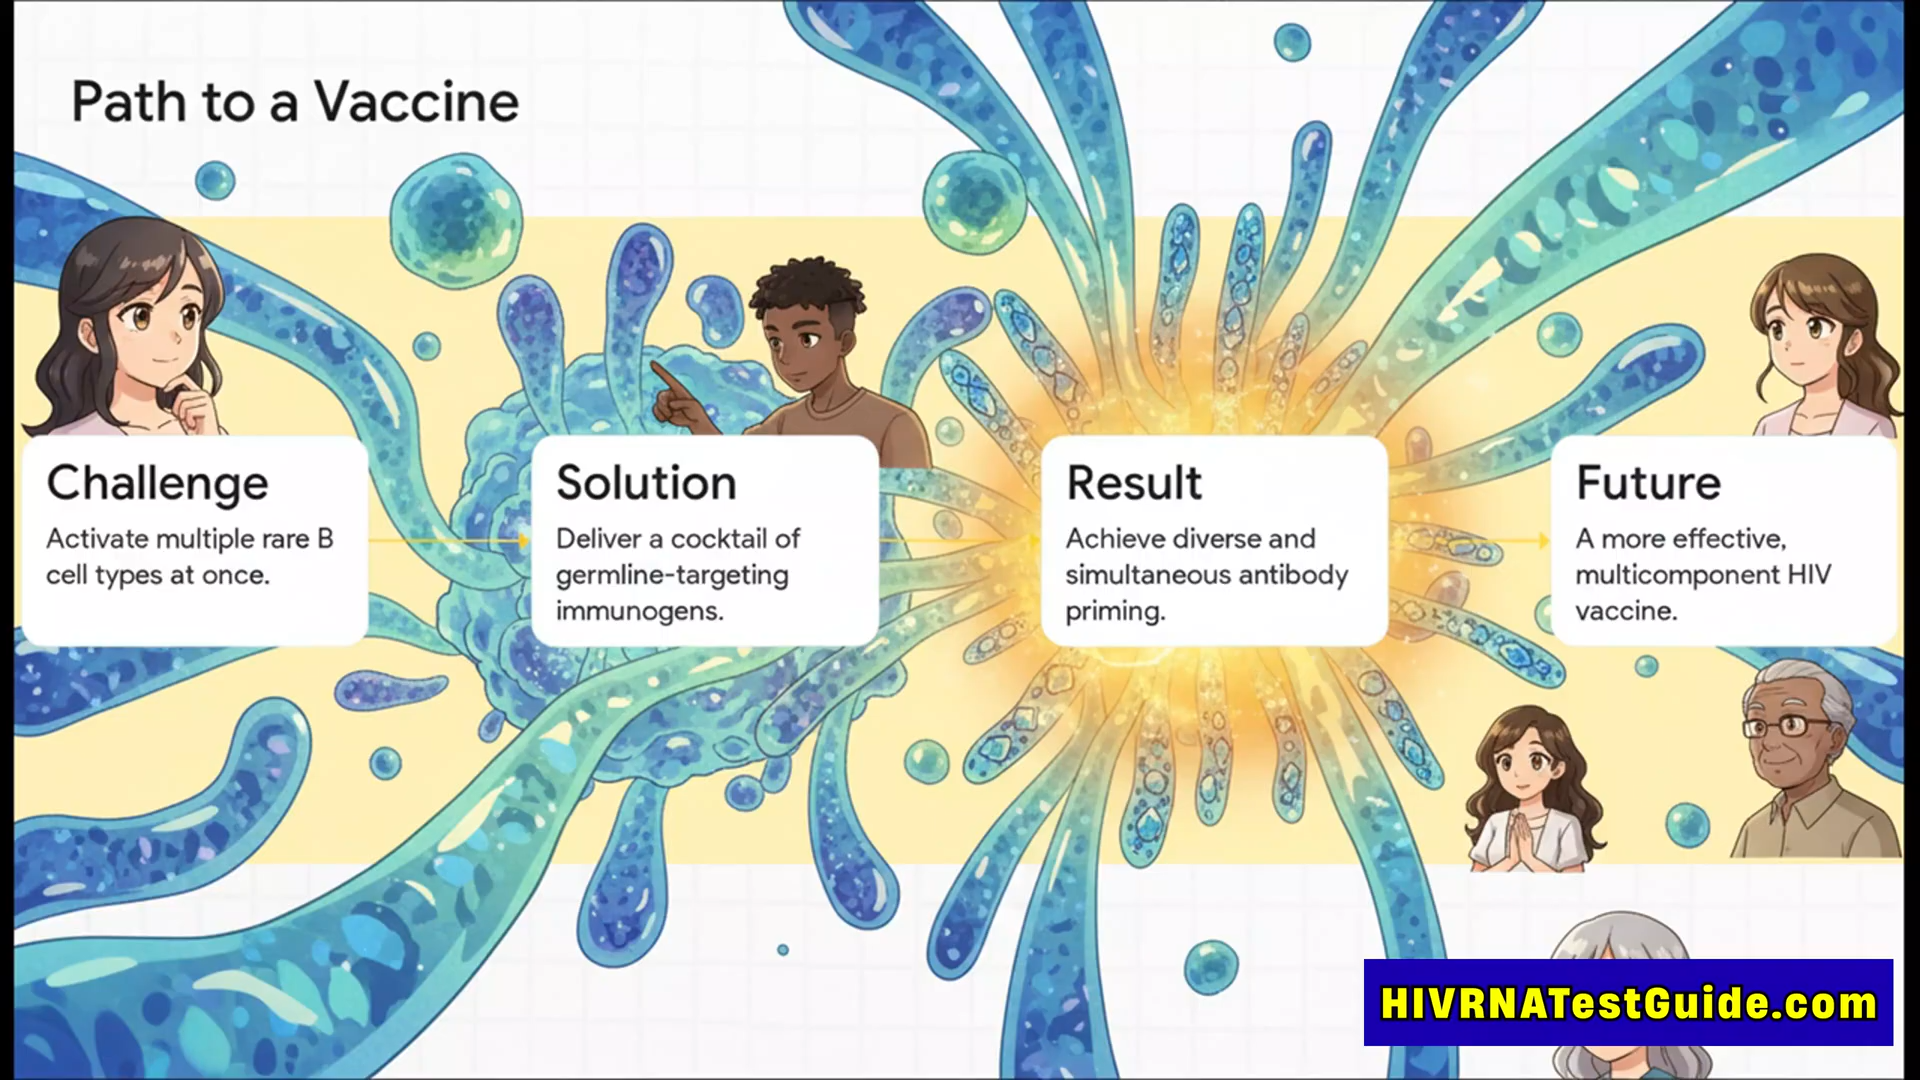 Path to a Vaccine
Challenge
Activate multiple rare B
cell types at once.
Solution
Deliver a cocktail of
germline-targeting
immunogens.
Result
Achieve diverse and
simultaneous antibody
priming.
Future
A more effective,
multicomponent HIV
vaccine.
HIVRNATestGuide.com